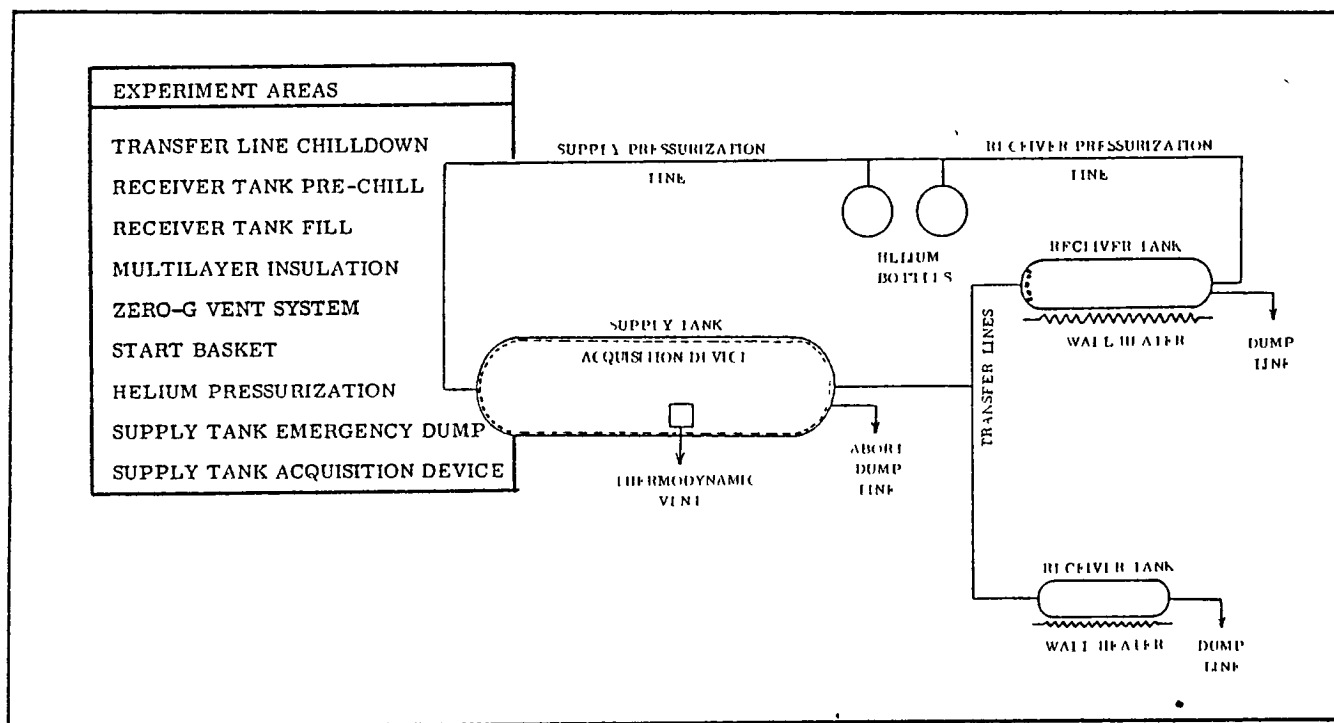 EXPERIMENT AREAS
TRANSFER LINE CHILLDOWN
RECEIVER TANK PRE-CHILL
RECEIVER TANK FILL
MULTILAYER INSULATION
ZERO-G VENT SYSTEM
START BASKET
HELIUM PRESSURIZATION
SUPPLY TANK EMERGENCY DUMP
SUPPLY TANK ACQUISITION DEVICE
SUPPLY PRESSURIZATION
LINE
RECEIVER PRESSURIZATION
LINE
HELIUM
BOTTLES
RECEIVER TANK
WALL HEATER
DUMP
LINE
SUPPLY TANK
ACQUISITION DEVICE
THERMODYNAMIC
VENT
ABORT
DUMP
LINE
TRANSFER LINES
RECEIVER TANK
WALL HEATER
DUMP
LINE